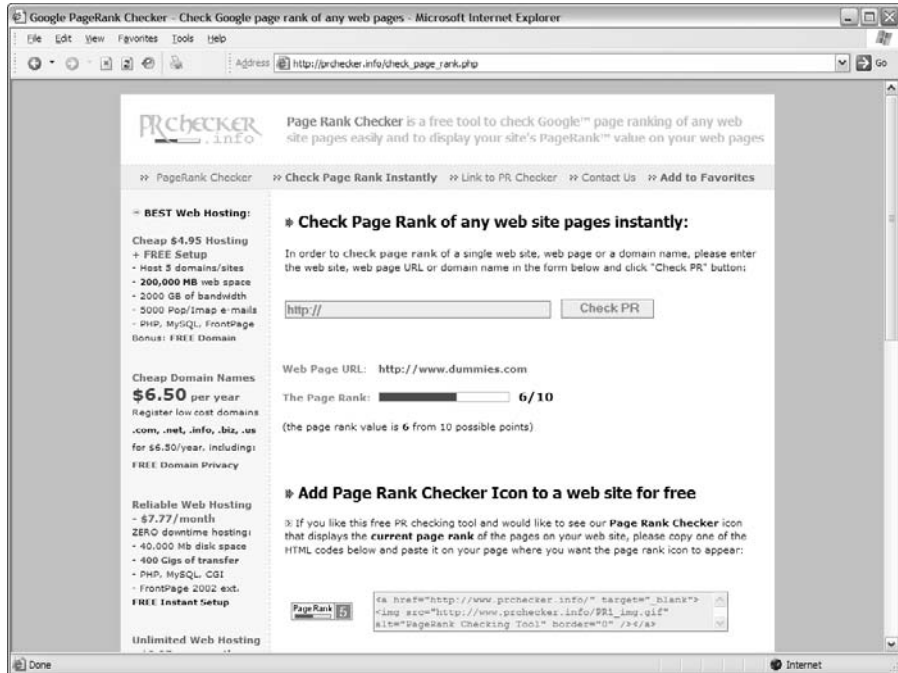 Google PageRank Checker - Check Google page rank of any web pages - Microsoft Internet Explorer
File Edit View Favorites Tools Help
Address http://prchecker.info/check_page_rank.php Go
PRCHECKER
.info
Page Rank Checker is a free tool to check Google™ page ranking of any web
site pages easily and to display your site's PageRank™ value on your web pages
›› PageRank Checker ›› Check Page Rank Instantly ›› Link to PR Checker ›› Contact Us ›› Add to Favorites
BEST Web Hosting:
Cheap $4.95 Hosting
+ FREE Setup
- Host 5 domains/sites
- 200,000 MB web space
- 2000 GB of bandwidth
- 5000 Pop/Imap e-mails
- PHP, MySQL, FrontPage
Bonus: FREE Domain
Cheap Domain Names
$6.50 per year
Register low cost domains
.com, .net, .info, .biz, .us
for $6.50/year, including:
FREE Domain Privacy
Reliable Web Hosting
- $7.77/month
ZERO downtime hosting:
- 40,000 Mb disk space
- 400 Gigs of transfer
- PHP, MySQL, CGI
- FrontPage 2002 ext.
FREE Instant Setup
Unlimited Web Hosting
Check Page Rank of any web site pages instantly:
In order to check page rank of a single web site, web page or a domain name, please enter
the web site, web page URL or domain name in the form below and click "Check PR" button:
http:// Check PR
Web Page URL: http://www.dummies.com
The Page Rank: 6/10
(the page rank value is 6 from 10 possible points)
Add Page Rank Checker Icon to a web site for free
If you like this free PR checking tool and would like to see our Page Rank Checker icon
that displays the current page rank of the pages on your web site, please copy one of the
HTML codes below and paste it on your page where you want the page rank icon to appear:
PageRank 5
<a href="http://www.prchecker.info/" target="_blank">
<img src="http://www.prchecker.info/PR1_img.gif"
alt="PageRank Checking Tool" border="0" /></a>
Done Internet